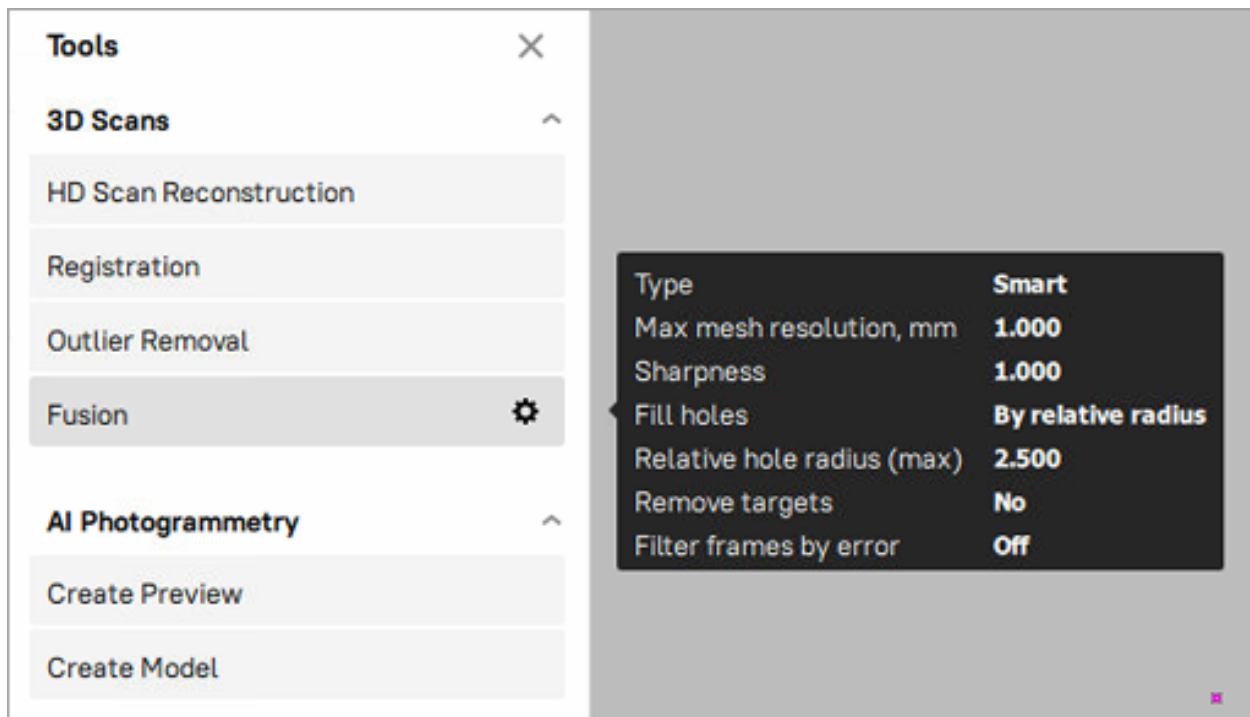 Tools
3D Scans
HD Scan Reconstruction
Registration
Outlier Removal
Fusion
AI Photogrammetry
Create Preview
Create Model
Type Smart
Max mesh resolution, mm 1.000
Sharpness 1.000
Fill holes By relative radius
Relative hole radius (max) 2.500
Remove targets No
Filter frames by error Off